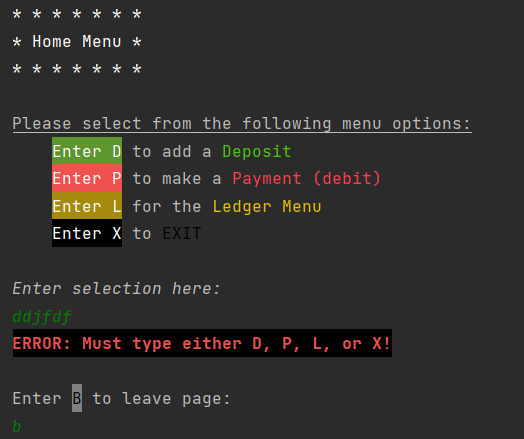 * * * * * * *
* Home Menu *
* * * * * * *
Please select from the following menu options:
Enter D to add a Deposit
Enter P to make a Payment (debit)
Enter L for the Ledger Menu
Enter X to EXIT
Enter selection here:
ddjfdf
ERROR: Must type either D, P, L, or X!
Enter B to leave page:
b